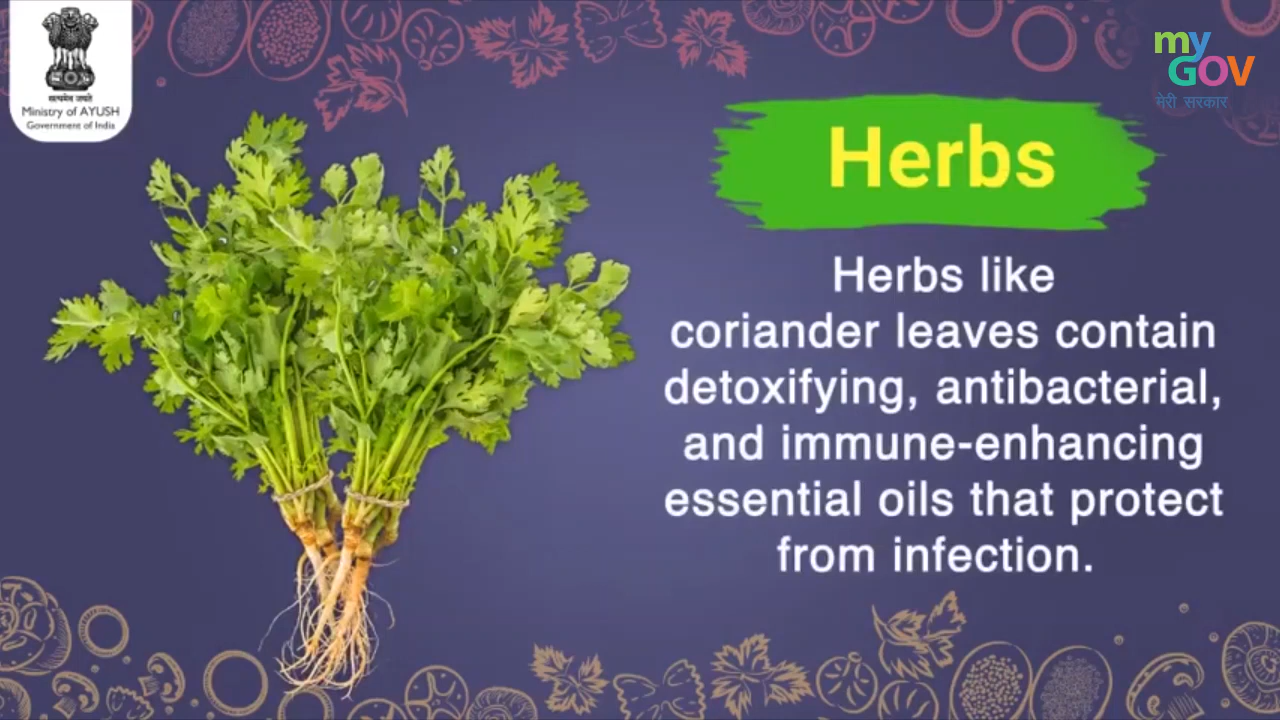 सत्यमेव जयते
Ministry of AYUSH
Government of India
my
GOV
मेरी सरकार
Herbs
Herbs like
coriander leaves contain
detoxifying, antibacterial,
and immune-enhancing
essential oils that protect
from infection.